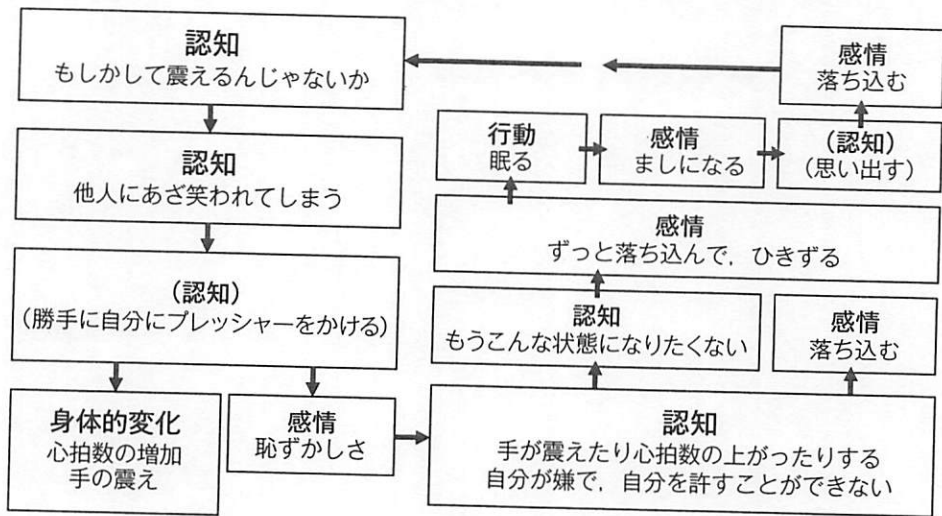 認知
もしかして震えるんじゃないか
認知
他人にあざ笑われてしまう
(認知)
(勝手に自分にプレッシャーをかける)
身体的変化
心拍数の増加
手の震え
感情
恥ずかしさ
認知
手が震えたり心拍数の上がったりする
自分が嫌で，自分を許すことができない
認知
もうこんな状態になりたくない
感情
落ち込む
感情
ずっと落ち込んで，ひきずる
行動
眠る
感情
ましになる
(認知)
(思い出す)
感情
落ち込む